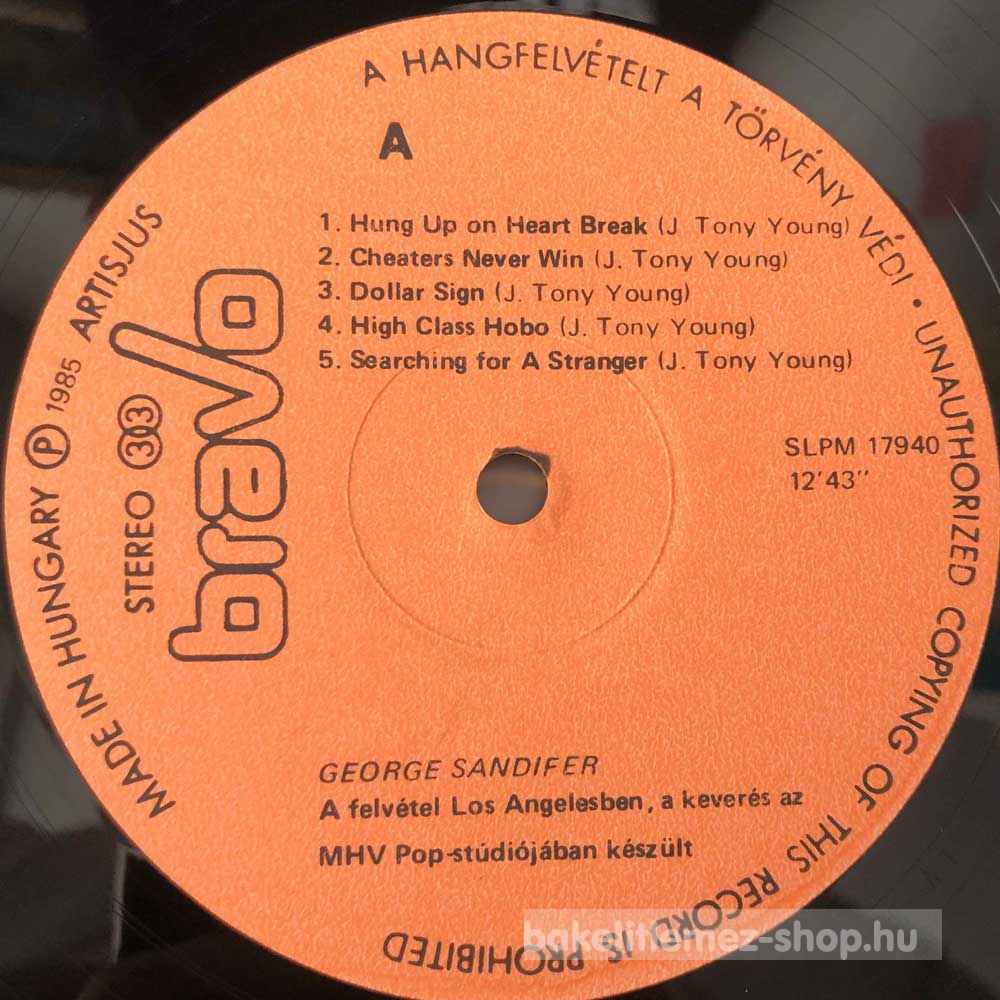 A HANGFELVÉTELT A TÖRVÉNY VÉDI • UNAUTHORIZED COPYING OF THIS RECORD IS PROHIBITED
MADE IN HUNGARY Ⓟ 1985 ARTISJUS
A
1. Hung Up on Heart Break (J Tony Young)
2. Cheaters Never Win (J. Tony Young)
3. Dollar Sign (J. Tony Young)
4. High Class Hobo (J. Tony Young)
5. Searching for A Stranger (J. Tony Young)
STEREO 33
bravo
SLPM 17940
12'43''
GEORGE SANDIFER
A felvétel Los Angelesben, a keverés az
MHV Pop-stúdiójában készült
bakelitlemez-shop.hu